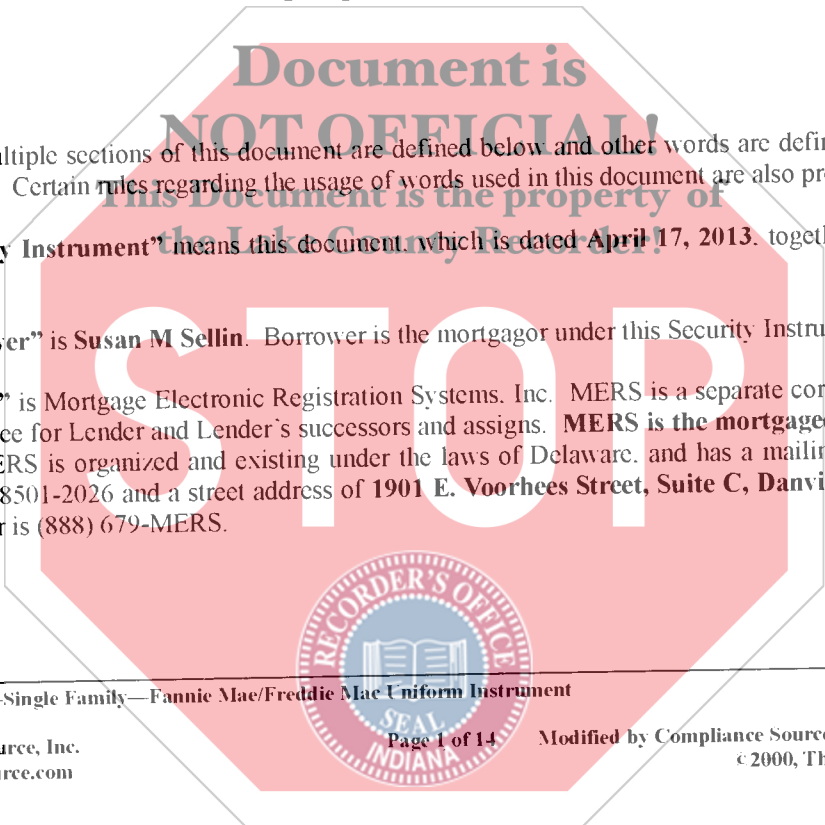 Document is
NOT OFFICIAL!
ltiple sections of this document are defined below and other words are defin
Certain rules regarding the usage of words used in this document are also pr
This Document is the property of
the Lake County Recorder!
y Instrument” means this document, which is dated April 17, 2013, togeth
er” is Susan M Sellin. Borrower is the mortgagor under this Security Instru
STOP
” is Mortgage Electronic Registration Systems, Inc. MERS is a separate cor
ce for Lender and Lender's successors and assigns. MERS is the mortgage
ERS is organized and existing under the laws of Delaware, and has a mailin
8501-2026 and a street address of 1901 E. Voorhees Street, Suite C, Danvi
r is (888) 679-MERS.
RECORDER'S OFFICE
SEAL
INDIANA
-Single Family—Fannie Mae/Freddie Mac Uniform Instrument
urce, Inc. Page 1 of 14 Modified by Compliance Source
rce.com © 2000, Th